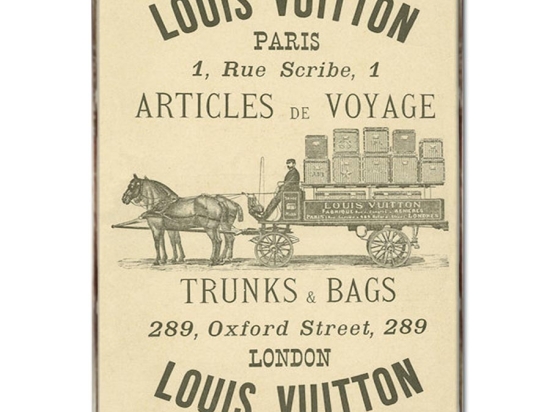 LOUIS VUITTON
PARIS
1, Rue Scribe, 1
ARTICLES DE VOYAGE
LOUIS VUITTON
TRUNKS & BAGS
289, Oxford Street, 289
LONDON
LOUIS VUITTON